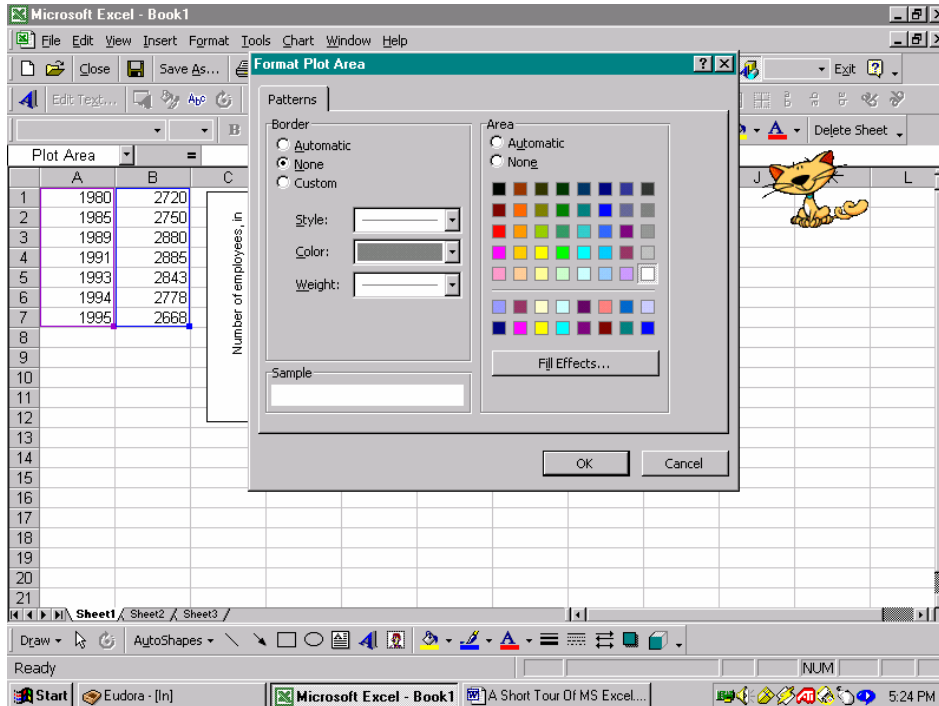 Microsoft Excel - Book1
File Edit View Insert Format Tools Chart Window Help
Close Save As... Exit
Edit Text... Abc
B Delete Sheet
Plot Area =
Format Plot Area
Patterns
Border
Automatic
None
Custom
Style:
Color:
Weight:
Sample
Area
Automatic
None
Fill Effects...
OK Cancel
A B C J L
1 1980 2720
2 1985 2750
3 1989 2880
4 1991 2885
5 1993 2843
6 1994 2778
7 1995 2668
8
9
10
11
12
13
14
15
16
17
18
19
20
21
Number of employees, in
Sheet1 Sheet2 Sheet3
Draw AutoShapes A A
Ready NUM
Start Eudora - [In] Microsoft Excel - Book1 A Short Tour Of MS Excel.... 5:24 PM